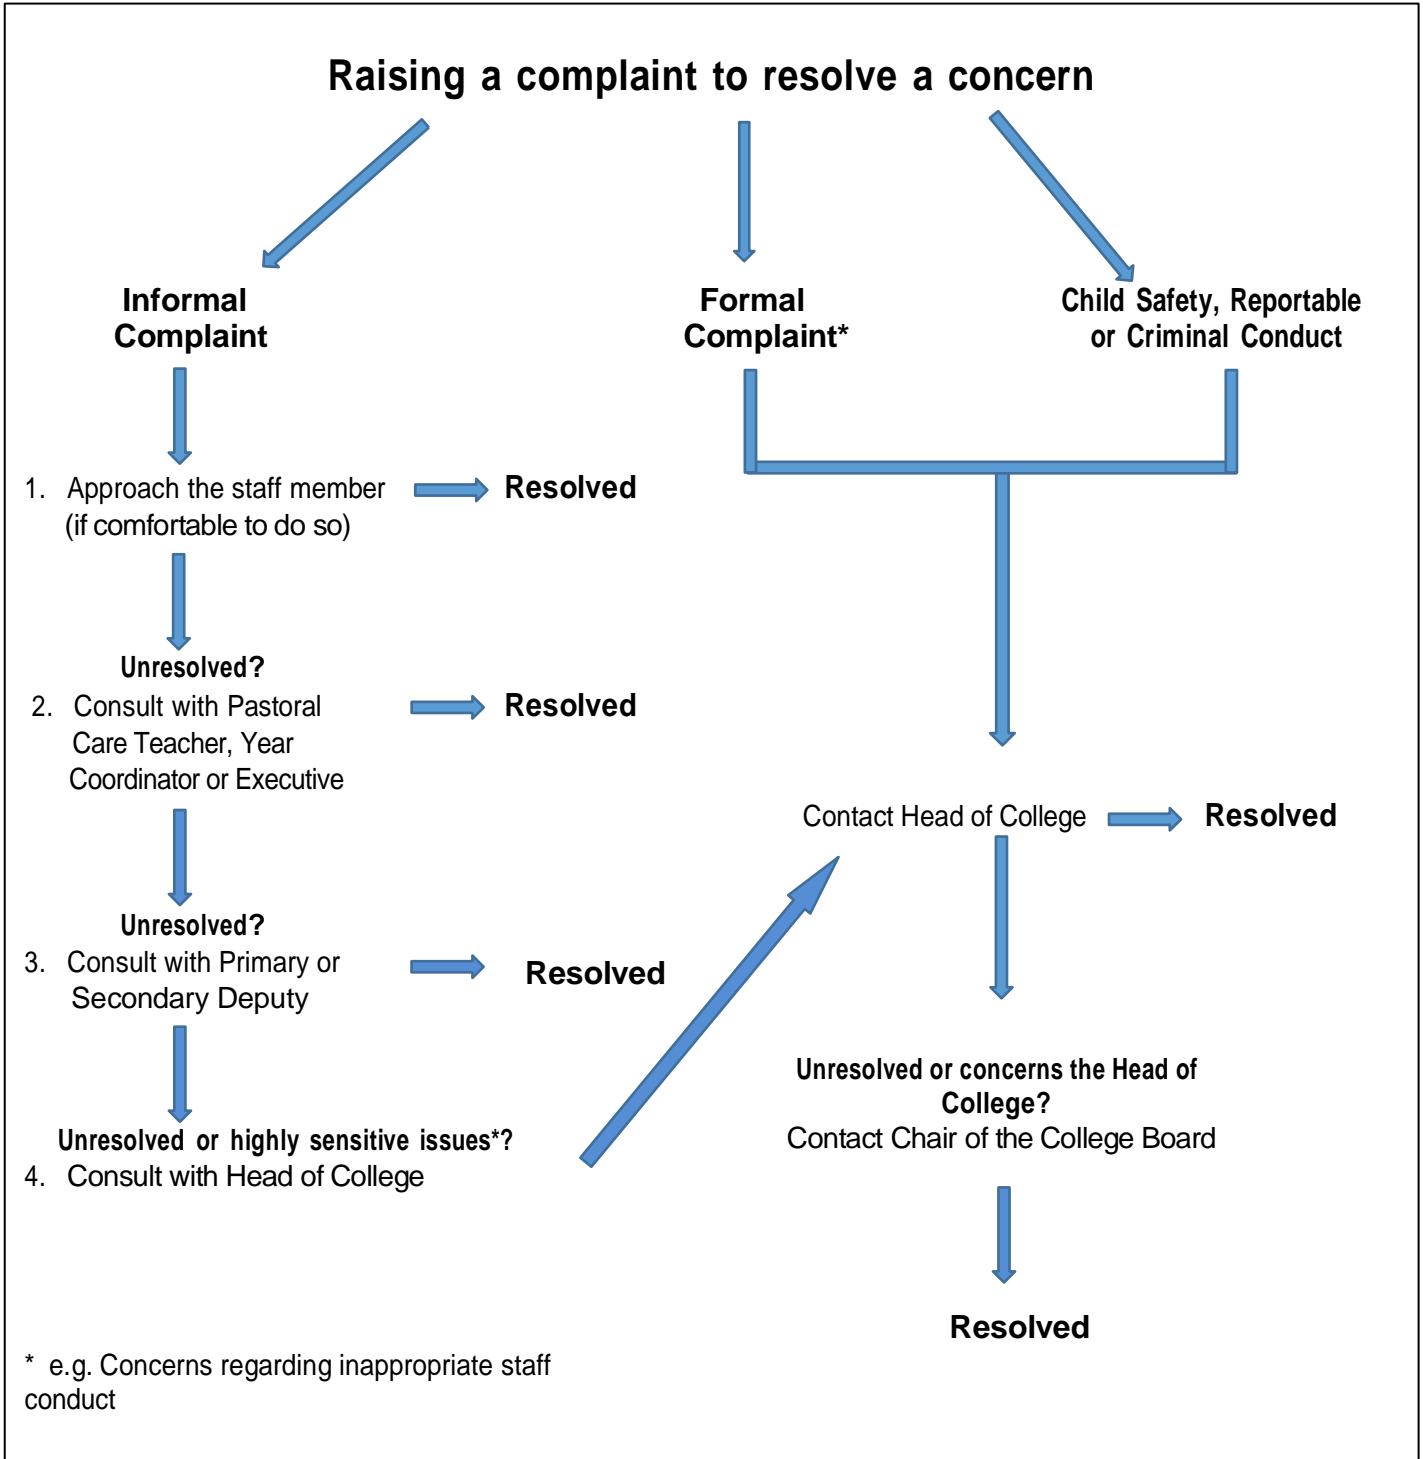 Raising a complaint to resolve a concern
Informal
Complaint
Formal
Complaint*
Child Safety, Reportable
or Criminal Conduct
1. Approach the staff member
(if comfortable to do so)
Resolved
Unresolved?
2. Consult with Pastoral
Care Teacher, Year
Coordinator or Executive
Resolved
Unresolved?
3. Consult with Primary or
Secondary Deputy
Resolved
Unresolved or highly sensitive issues*?
4. Consult with Head of College
Contact Head of College
Resolved
Unresolved or concerns the Head of
College?
Contact Chair of the College Board
Resolved
* e.g. Concerns regarding inappropriate staff
conduct